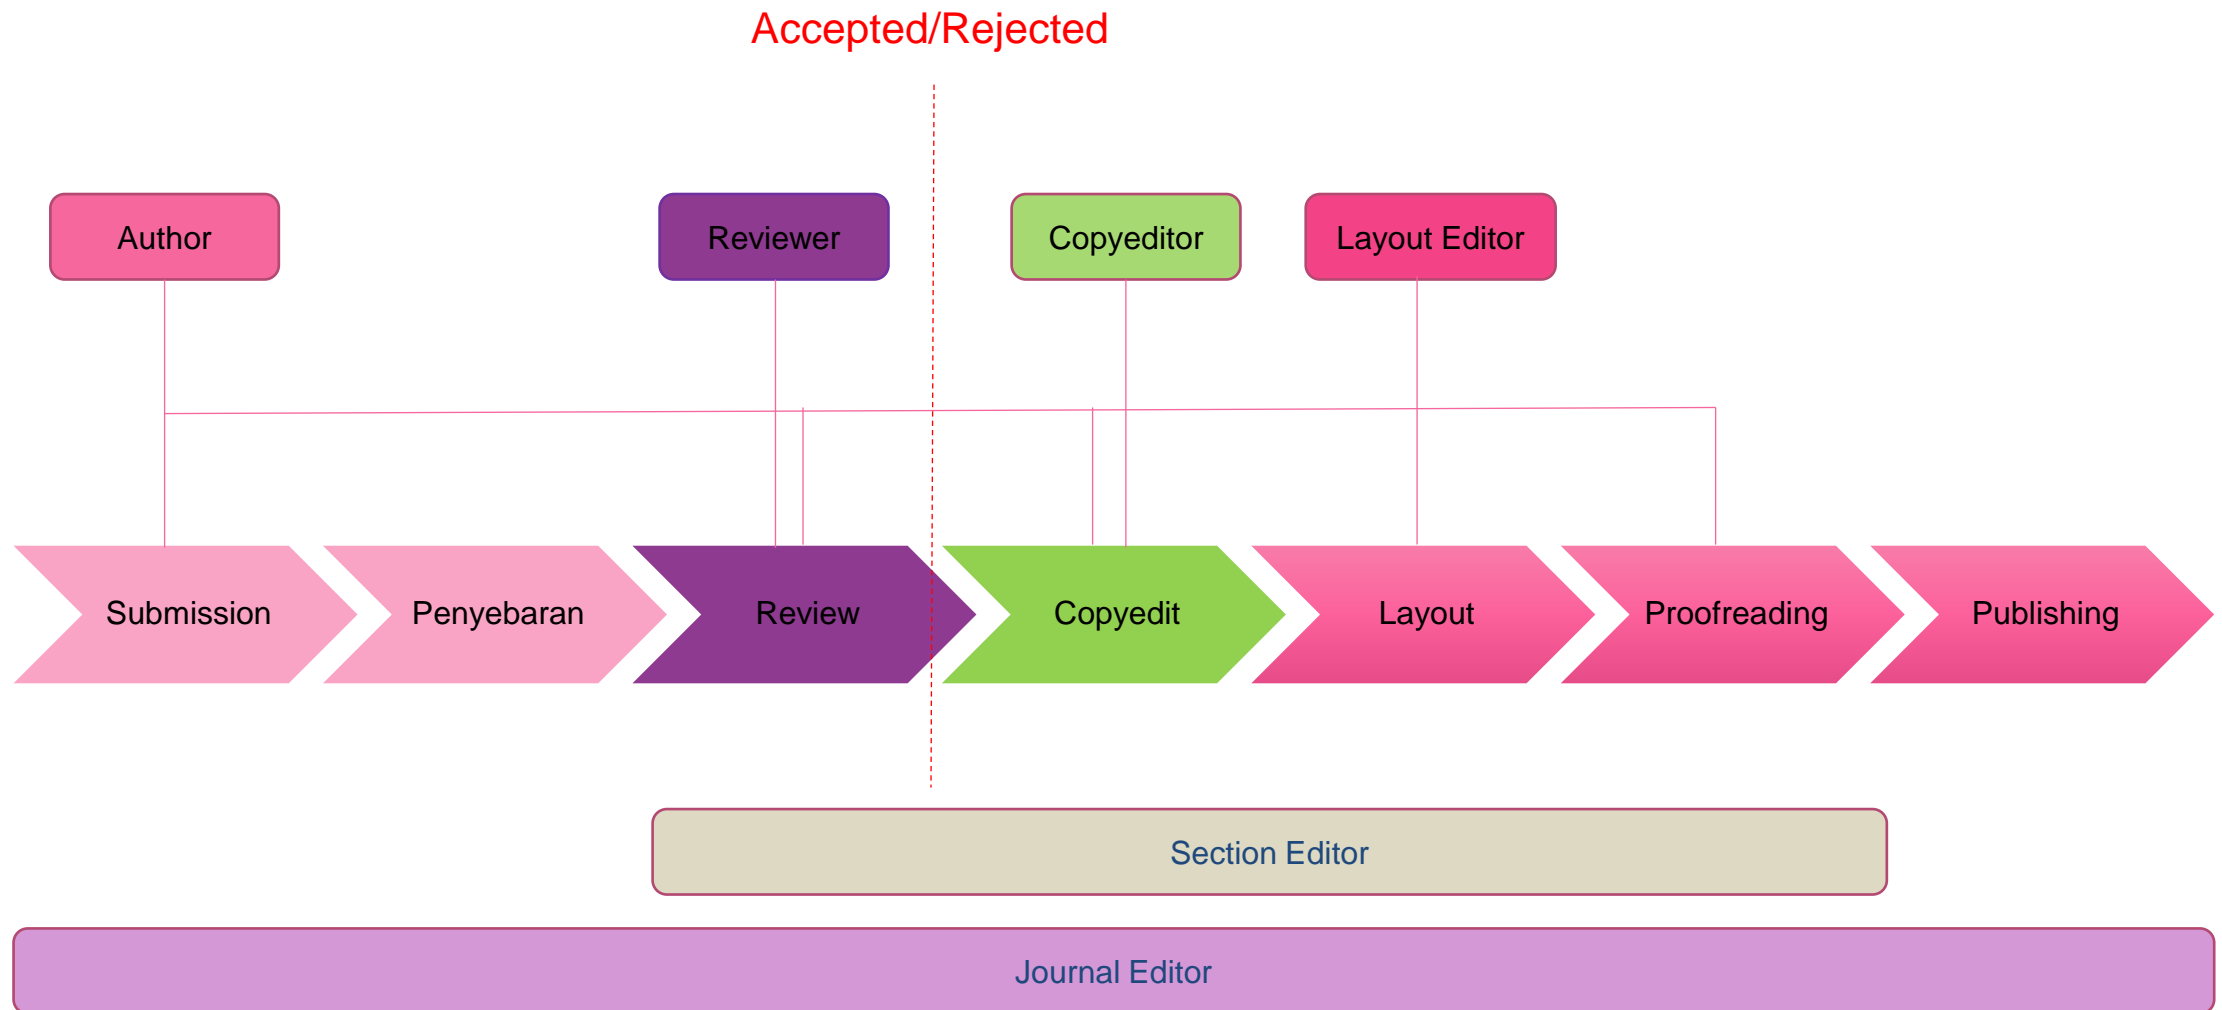 Accepted/Rejected
Author
Reviewer
Copyeditor
Layout Editor
Submission
Penyebaran
Review
Copyedit
Layout
Proofreading
Publishing
Section Editor
Journal Editor